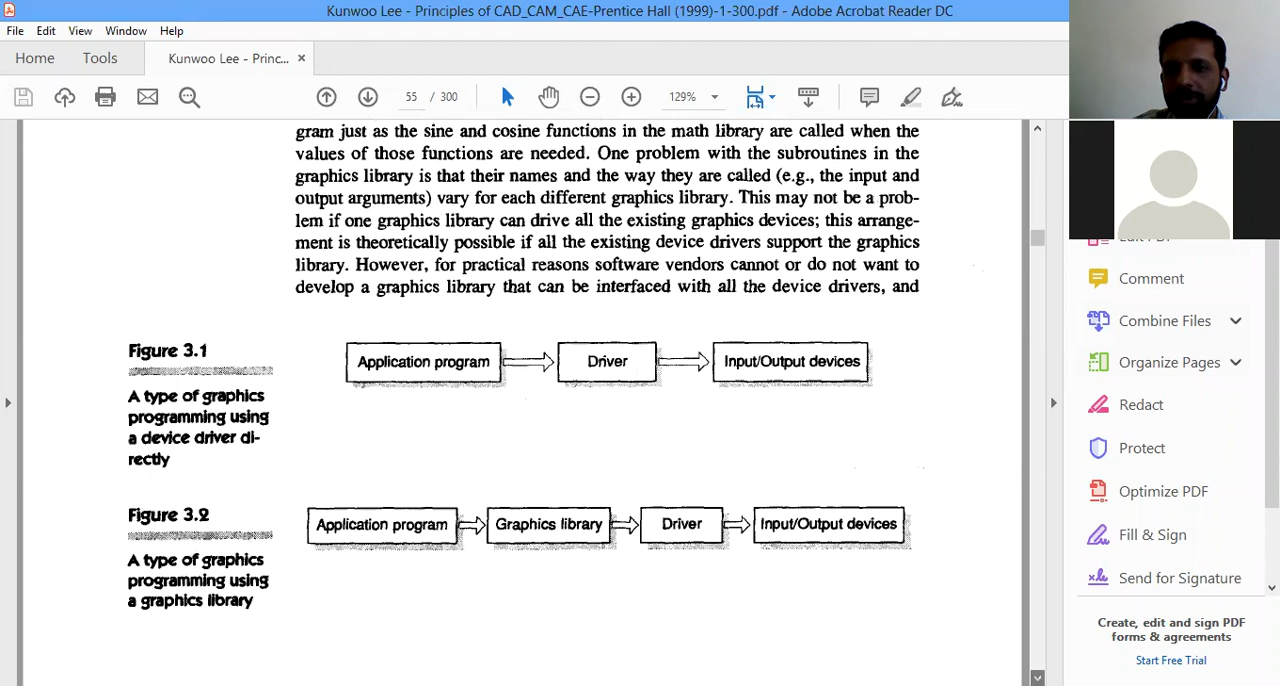 Kunwoo Lee - Principles of CAD_CAM_CAE-Prentice Hall (1999)-1-300.pdf - Adobe Acrobat Reader DC
File Edit View Window Help
Home Tools Kunwoo Lee - Princ... ×
55 / 300 129%
gram just as the sine and cosine functions in the math library are called when the
values of those functions are needed. One problem with the subroutines in the
graphics library is that their names and the way they are called (e.g., the input and
output arguments) vary for each different graphics library. This may not be a prob-
lem if one graphics library can drive all the existing graphics devices; this arrange-
ment is theoretically possible if all the existing device drivers support the graphics
library. However, for practical reasons software vendors cannot or do not want to
develop a graphics library that can be interfaced with all the device drivers, and
Figure 3.1
A type of graphics
programming using
a device driver di-
rectly
Application program Driver Input/Output devices
Figure 3.2
A type of graphics
programming using
a graphics library
Application program Graphics library Driver Input/Output devices
Comment
Combine Files
Organize Pages
Redact
Protect
Optimize PDF
Fill & Sign
Send for Signature
Create, edit and sign PDF
forms & agreements
Start Free Trial